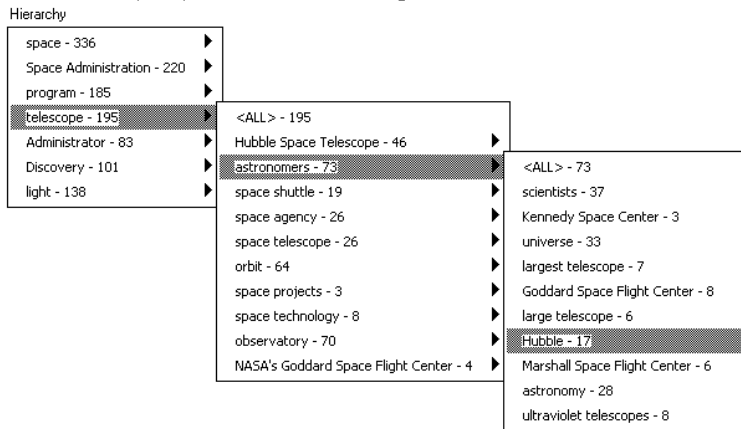 Hierarchy
space - 336
Space Administration - 220
program - 185
telescope - 195
Administrator - 83
Discovery - 101
light - 138
<ALL> - 195
Hubble Space Telescope - 46
astronomers - 73
space shuttle - 19
space agency - 26
space telescope - 26
orbit - 64
space projects - 3
space technology - 8
observatory - 70
NASA's Goddard Space Flight Center - 4
<ALL> - 73
scientists - 37
Kennedy Space Center - 3
universe - 33
largest telescope - 7
Goddard Space Flight Center - 8
large telescope - 6
Hubble - 17
Marshall Space Flight Center - 6
astronomy - 28
ultraviolet telescopes - 8